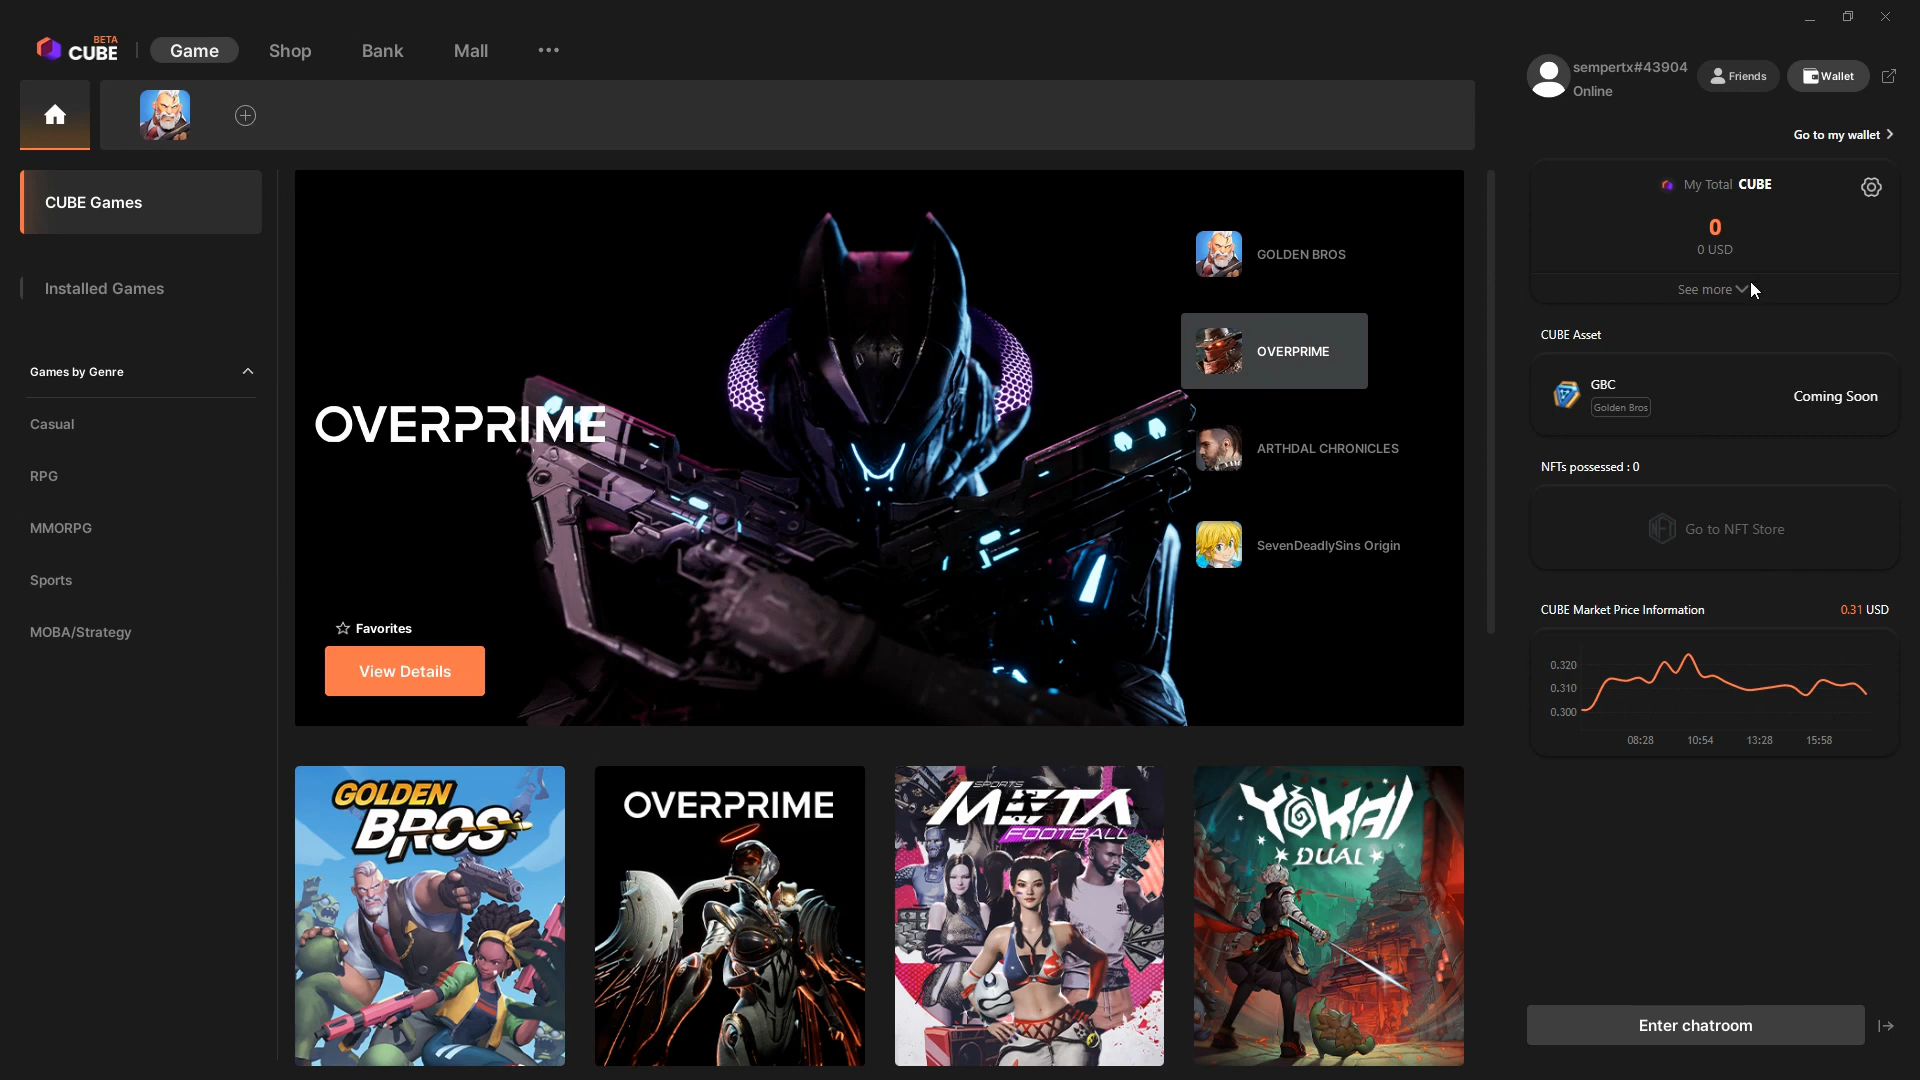 BETA
CUBE
Game
Shop
Bank
Mall
sempertx#43904
Online
Friends
Wallet
Go to my wallet
CUBE Games
Installed Games
Games by Genre
Casual
RPG
MMORPG
Sports
MOBA/Strategy
OVERPRIME
Favorites
View Details
GOLDEN BROS
OVERPRIME
ARTHDAL CHRONICLES
SevenDeadlySins Origin
GOLDEN
BROS
OVERPRIME
SPORTS
META
FOOTBALL
YOKAI
DUAL
My Total CUBE
0
0 USD
See more
CUBE Asset
GBC
Golden Bros
Coming Soon
NFTs possessed : 0
NFT
Go to NFT Store
CUBE Market Price Information
0.31 USD
0.320
0.310
0.300
08:28
10:54
13:28
15:58
Enter chatroom